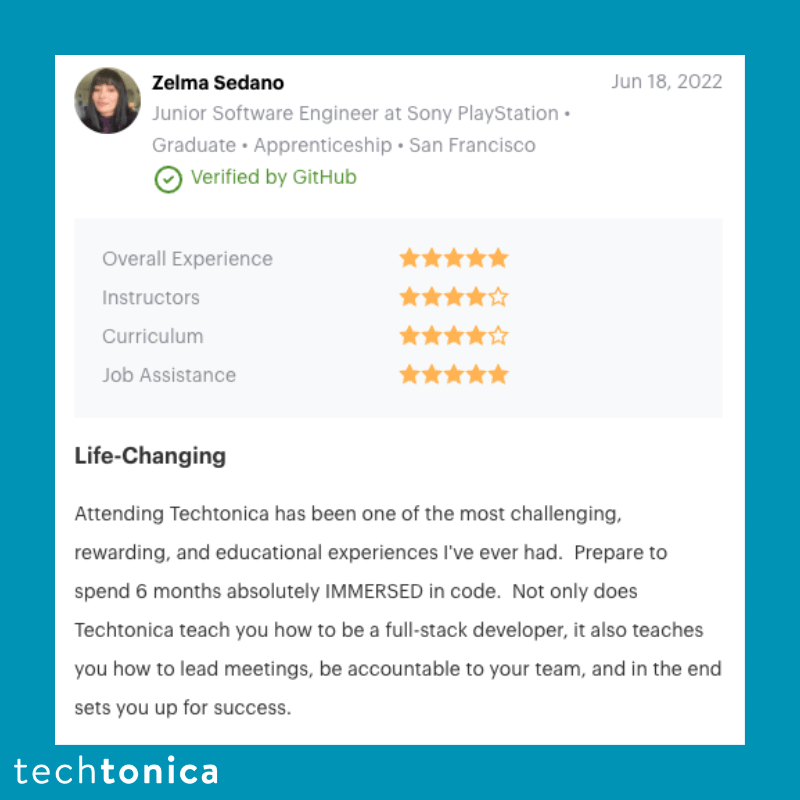 Zelma Sedano
Jun 18, 2022
Junior Software Engineer at Sony PlayStation •
Graduate • Apprenticeship • San Francisco
Verified by GitHub
Overall Experience
Instructors
Curriculum
Job Assistance
Life-Changing
Attending Techtonica has been one of the most challenging,
rewarding, and educational experiences I've ever had.  Prepare to
spend 6 months absolutely IMMERSED in code.  Not only does
Techtonica teach you how to be a full-stack developer, it also teaches
you how to lead meetings, be accountable to your team, and in the end
sets you up for success.
techtonica